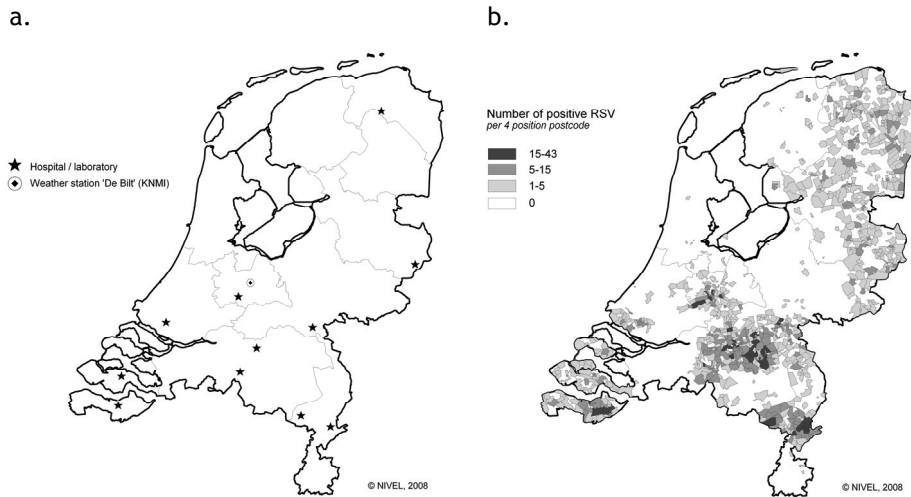 a.
Hospital / laboratory
Weather station 'De Bilt' (KNMI)
© NIVEL, 2008
b.
Number of positive RSV
per 4 position postcode
15-43
5-15
1-5
0
© NIVEL, 2008